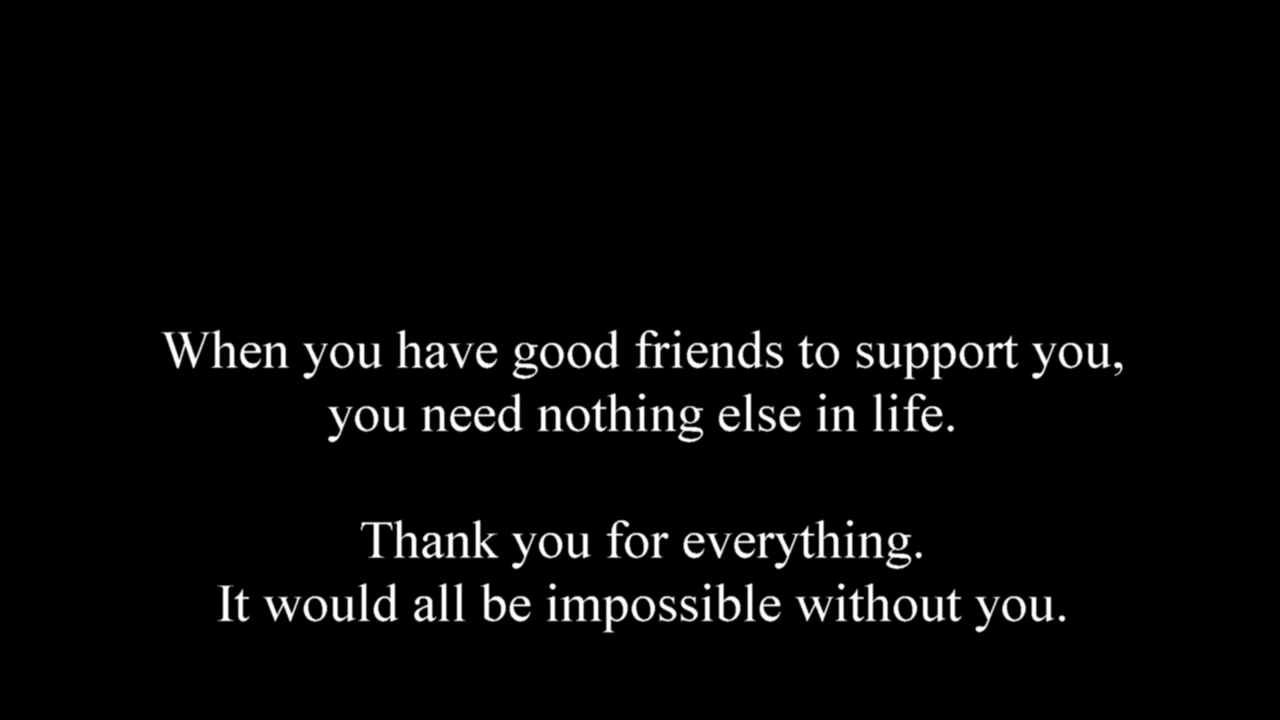 When you have good friends to support you,
you need nothing else in life.
Thank you for everything.
It would all be impossible without you.